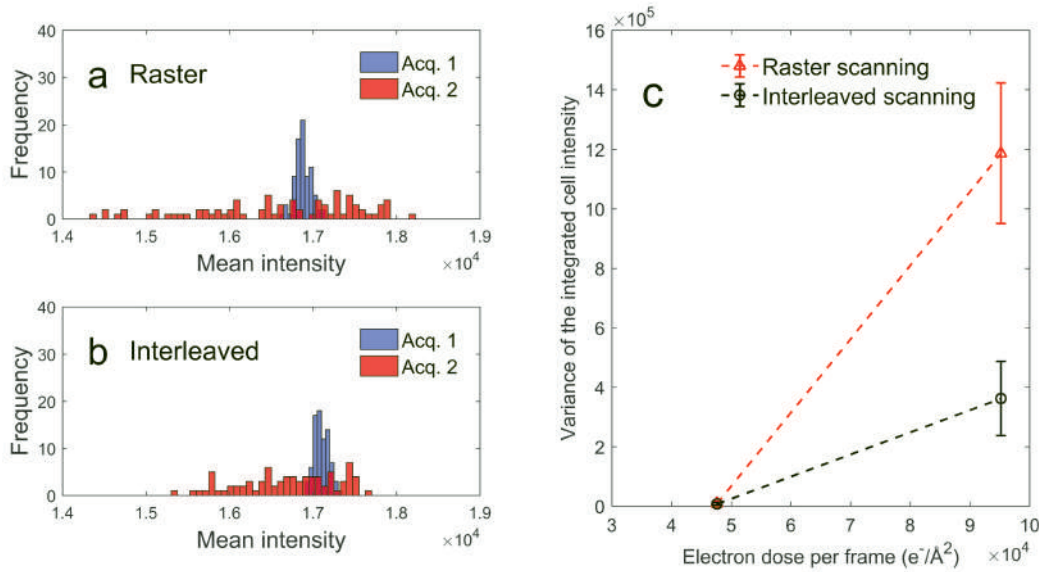 a Raster
Acq. 1
Acq. 2
Frequency
40
30
20
10
0
1.4 1.5 1.6 1.7 1.8 1.9
Mean intensity
×10⁴
b Interleaved
Acq. 1
Acq. 2
Frequency
40
30
20
10
0
1.4 1.5 1.6 1.7 1.8 1.9
Mean intensity
×10⁴
×10⁵
c
Raster scanning
Interleaved scanning
Variance of the integrated cell intensity
16
14
12
10
8
6
4
2
0
3 4 5 6 7 8 9 10
Electron dose per frame (e⁻/Å²)
×10⁴